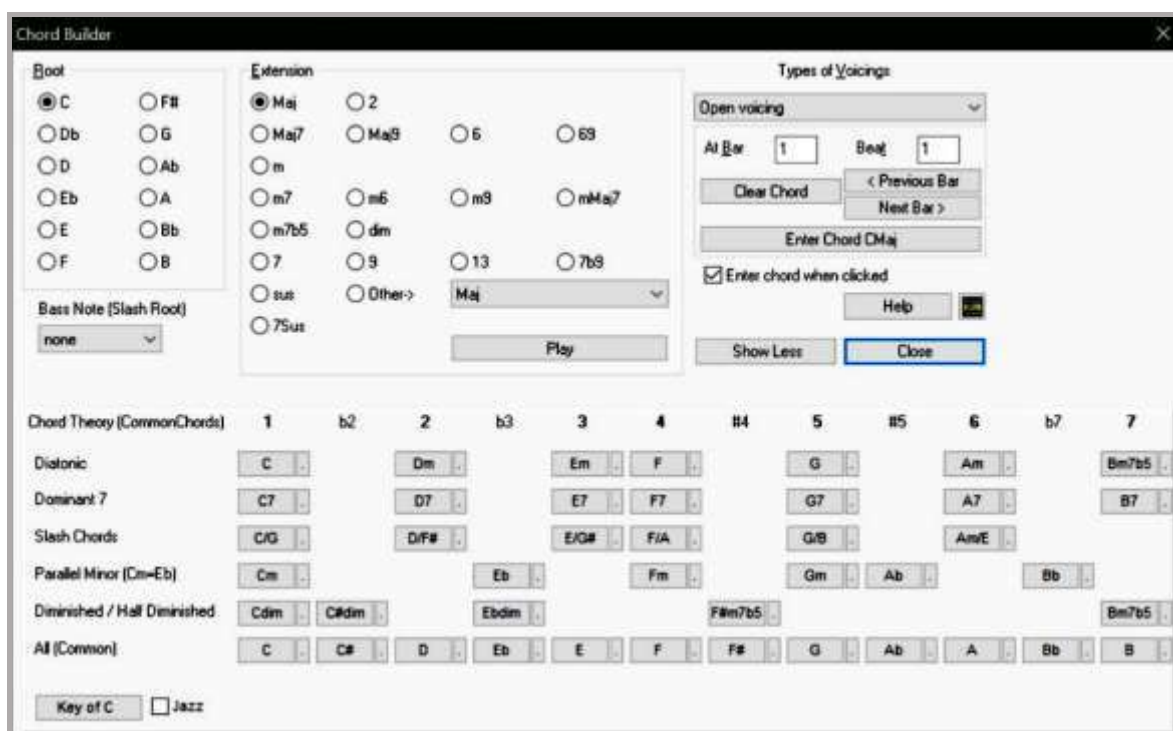 Chord Builder
Root
C F#
Db G
D Ab
Eb A
E Bb
F B
Bass Note (Slash Root)
none
Extension
Maj 2
Maj7 Maj9 6 69
m
m7 m6 m9 mMaj7
m7b5 dim
7 9 13 7b9
sus Other-> Maj
7Sus
Play
Types of Voicings
Open voicing
At Bar 1 Beat 1
Clear Chord < Previous Bar
Next Bar >
Enter Chord CMaj
Enter chord when clicked
Help
Show Less Close
Chord Theory (CommonChords) 1 b2 2 b3 3 4 #4 5 #5 6 b7 7
Diatonic C . Dm . Em . F . G . Am . Bm7b5 .
Dominant 7 C7 . D7 . E7 . F7 . G7 . A7 . B7 .
Slash Chords C/G . D/F# . E/G# . F/A . G/B . Am/E .
Parallel Minor (Cm=Eb) Cm . Eb . Fm . Gm . Ab . Bb .
Diminished / Half Diminished Cdim . C#dim . Ebdim . F#m7b5 . Bm7b5 .
All (Common) C . C# . D . Eb . E . F . F# . G . Ab . A . Bb . B .
Key of C Jazz